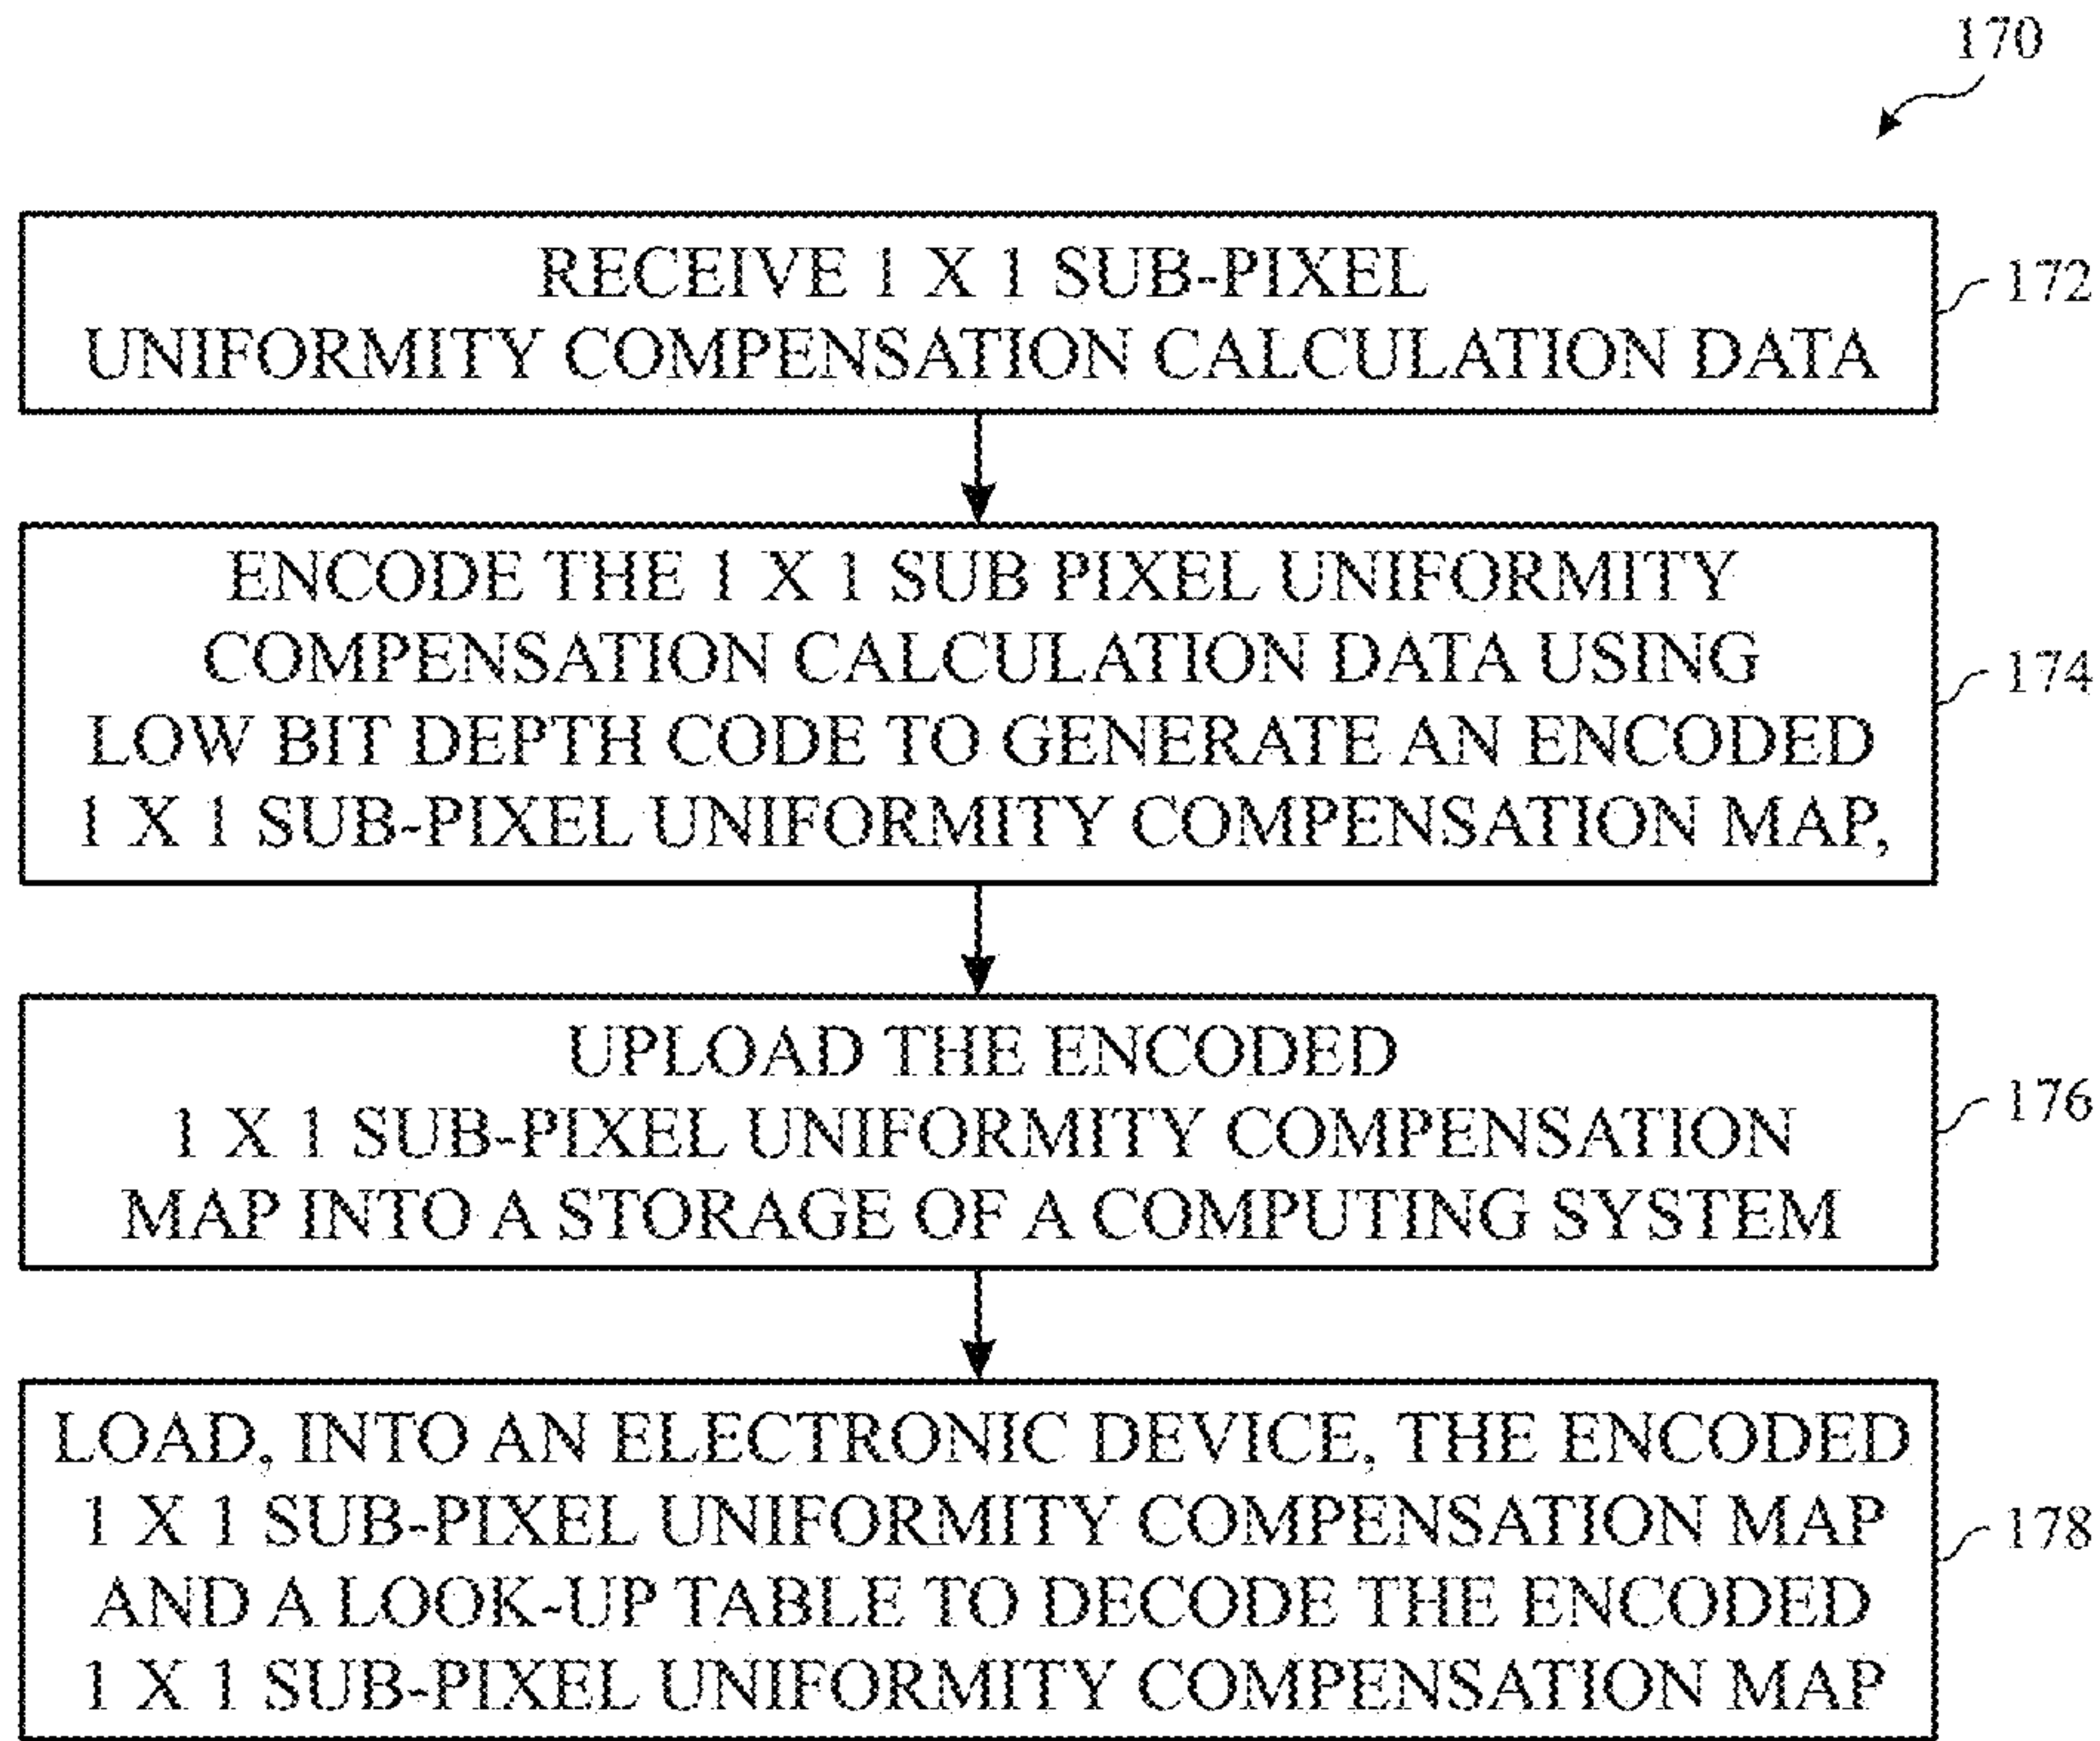 170
RECEIVE 1 X 1 SUB-PIXEL
UNIFORMITY COMPENSATION CALCULATION DATA
172
ENCODE THE 1 X 1 SUB PIXEL UNIFORMITY
COMPENSATION CALCULATION DATA USING
LOW BIT DEPTH CODE TO GENERATE AN ENCODED
1 X 1 SUB-PIXEL UNIFORMITY COMPENSATION MAP,
174
UPLOAD THE ENCODED
1 X 1 SUB-PIXEL UNIFORMITY COMPENSATION
MAP INTO A STORAGE OF A COMPUTING SYSTEM
176
LOAD, INTO AN ELECTRONIC DEVICE, THE ENCODED
1 X 1 SUB-PIXEL UNIFORMITY COMPENSATION MAP
AND A LOOK-UP TABLE TO DECODE THE ENCODED
1 X 1 SUB-PIXEL UNIFORMITY COMPENSATION MAP
178